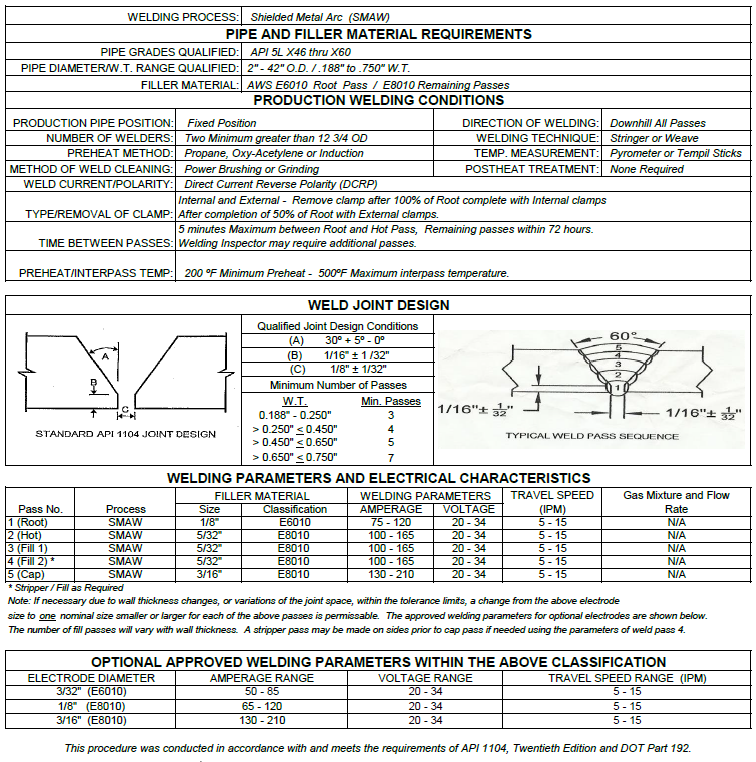 WELDING PROCESS: Shielded Metal Arc (SMAW)
PIPE AND FILLER MATERIAL REQUIREMENTS
PIPE GRADES QUALIFIED: API 5L X46 thru X60
PIPE DIAMETER/W.T. RANGE QUALIFIED: 2" - 42" O.D. / .188" to .750" W.T.
FILLER MATERIAL: AWS E6010 Root Pass / E8010 Remaining Passes
PRODUCTION WELDING CONDITIONS
PRODUCTION PIPE POSITION: Fixed Position DIRECTION OF WELDING: Downhill All Passes
NUMBER OF WELDERS: Two Minimum greater than 12 3/4 OD WELDING TECHNIQUE: Stringer or Weave
PREHEAT METHOD: Propane, Oxy-Acetylene or Induction TEMP. MEASUREMENT: Pyrometer or Tempil Sticks
METHOD OF WELD CLEANING: Power Brushing or Grinding POSTHEAT TREATMENT: None Required
WELD CURRENT/POLARITY: Direct Current Reverse Polarity (DCRP)
Internal and External - Remove clamp after 100% of Root complete with Internal clamps
TYPE/REMOVAL OF CLAMP: After completion of 50% of Root with External clamps.
5 minutes Maximum between Root and Hot Pass, Remaining passes within 72 hours.
TIME BETWEEN PASSES: Welding Inspector may require additional passes.
PREHEAT/INTERPASS TEMP: 200 ºF Minimum Preheat - 500ºF Maximum interpass temperature.
WELD JOINT DESIGN
A
B
C
STANDARD API 1104 JOINT DESIGN
Qualified Joint Design Conditions
(A) 30º + 5º - 0º
(B) 1/16" ± 1 /32"
(C) 1/8" ± 1/32"
Minimum Number of Passes
W.T. Min. Passes
0.188" - 0.250" 3
> 0.250" ≤ 0.450" 4
> 0.450" ≤ 0.650" 5
> 0.650" ≤ 0.750" 7
60°
5
4
3
2
1
1/16"± 1/32" 1/16"± 1/32"
TYPICAL WELD PASS SEQUENCE
WELDING PARAMETERS AND ELECTRICAL CHARACTERISTICS
FILLER MATERIAL WELDING PARAMETERS TRAVEL SPEED Gas Mixture and Flow
Pass No. Process Size Classification AMPERAGE VOLTAGE (IPM) Rate
1 (Root) SMAW 1/8" E6010 75 - 120 20 - 34 5 - 15 N/A
2 (Hot) SMAW 5/32" E8010 100 - 165 20 - 34 5 - 15 N/A
3 (Fill 1) SMAW 5/32" E8010 100 - 165 20 - 34 5 - 15 N/A
4 (Fill 2) * SMAW 5/32" E8010 100 - 165 20 - 34 5 - 15 N/A
5 (Cap) SMAW 3/16" E8010 130 - 210 20 - 34 5 - 15 N/A
* Stripper / Fill as Required
Note: If necessary due to wall thickness changes, or variations of the joint space, within the tolerance limits, a change from the above electrode
size to one nominal size smaller or larger for each of the above passes is permissable. The approved welding parameters for optional electrodes are shown below.
The number of fill passes will vary with wall thickness. A stripper pass may be made on sides prior to cap pass if needed using the parameters of weld pass 4.
OPTIONAL APPROVED WELDING PARAMETERS WITHIN THE ABOVE CLASSIFICATION
ELECTRODE DIAMETER AMPERAGE RANGE VOLTAGE RANGE TRAVEL SPEED RANGE (IPM)
3/32" (E6010) 50 - 85 20 - 34 5 - 15
1/8" (E8010) 65 - 120 20 - 34 5 - 15
3/16" (E8010) 130 - 210 20 - 34 5 - 15
This procedure was conducted in accordance with and meets the requirements of API 1104, Twentieth Edition and DOT Part 192.